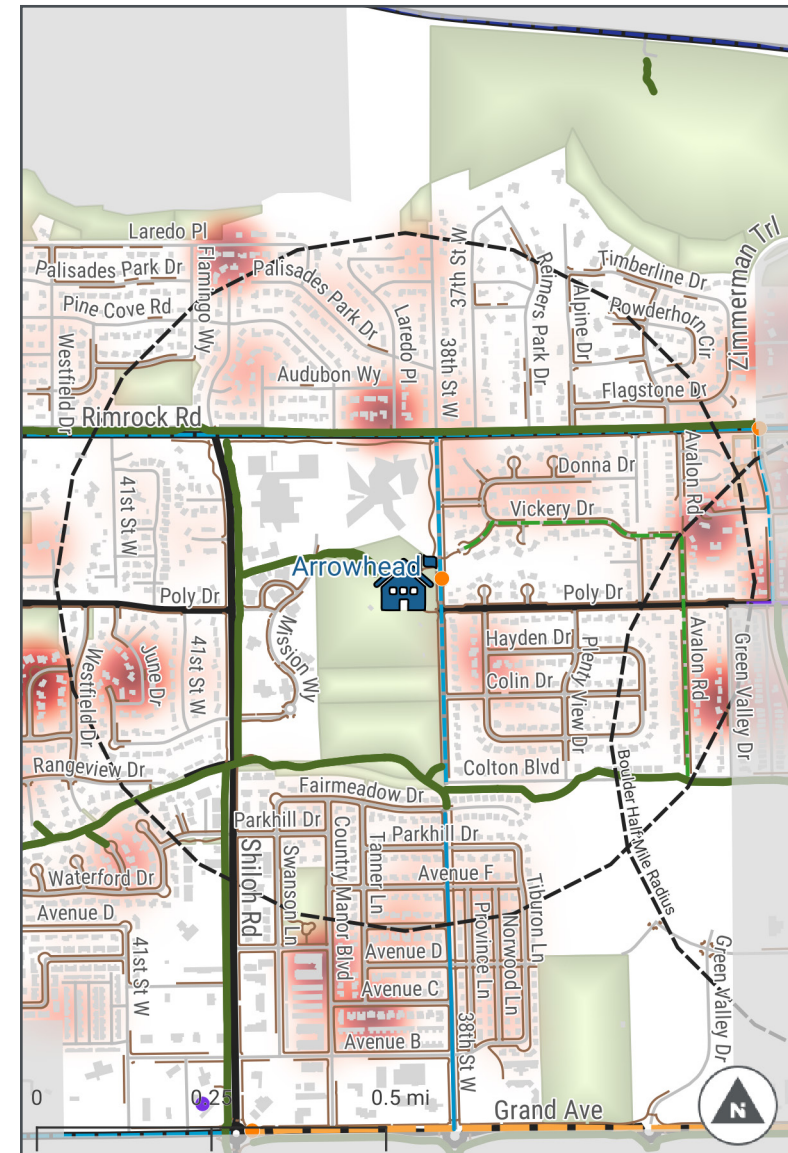 Zimmerman Trl
Laredo Pl
37th St W
Palisades Park Dr
Flamingo Wy
Palisades Park Dr
Reimers Park Dr
Timberline Dr
Pine Cove Rd
Alpine Dr
Powderhorn Cir
Laredo Pl
38th St W
Westfield Dr
Audubon Wy
Flagstone Dr
Rimrock Rd
Donna Dr
Avalon Rd
41st St W
Vickery Dr
Arrowhead
Poly Dr
Poly Dr
Mission Wy
Hayden Dr
Plenty View Dr
Avalon Rd
Green Valley Dr
June Dr
41st St W
Westfield Dr
Colin Dr
Rangeview Dr
Colton Blvd
Boulder Half Mile Radius
Fairmeadow Dr
Parkhill Dr
Parkhill Dr
Shiloh Rd
Swanson Ln
Country Manor Blvd
Tanner Ln
Avenue F
Waterford Dr
Tiburon Ln
Province Ln
Norwood Ln
Avenue D
41st St W
Avenue D
Green Valley Dr
Avenue C
Avenue B
38th St W
0
0.25
0.5 mi
Grand Ave
N